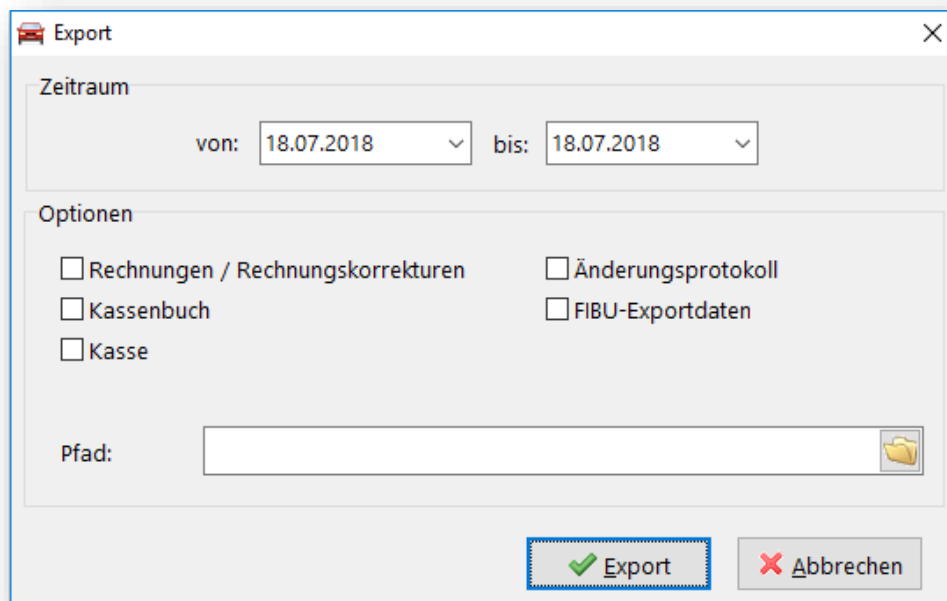 Export
Zeitraum
von: 18.07.2018 bis: 18.07.2018
Optionen
Rechnungen / Rechnungskorrekturen Änderungsprotokoll
Kassenbuch FIBU-Exportdaten
Kasse
Pfad:
Export Abbrechen